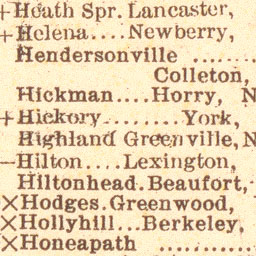 +Heath Spr. Lancaster,
+Helena....Newberry,
Hendersonville .......
Colleton,
Hickman....Horry, N
+Hickory........York,
Highland Greenville, N
—Hilton....Lexington,
Hiltonhead. Beaufort,
×Hodges. Greenwood,
×Hollyhill...Berkeley,
×Honeapath ..........